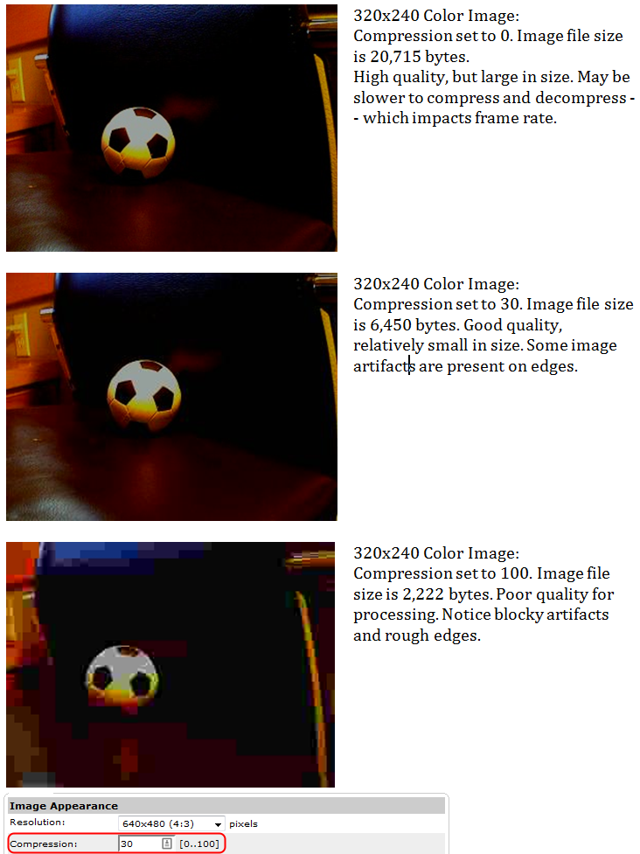 320x240 Color Image:
Compression set to 0. Image file size
is 20,715 bytes.
High quality, but large in size. May be
slower to compress and decompress -
- which impacts frame rate.
320x240 Color Image:
Compression set to 30. Image file size
is 6,450 bytes. Good quality,
relatively small in size. Some image
artifacts are present on edges.
320x240 Color Image:
Compression set to 100. Image file
size is 2,222 bytes. Poor quality for
processing. Notice blocky artifacts
and rough edges.
Image Appearance
Resolution: 640x480 (4:3) pixels
Compression: 30 [0..100]